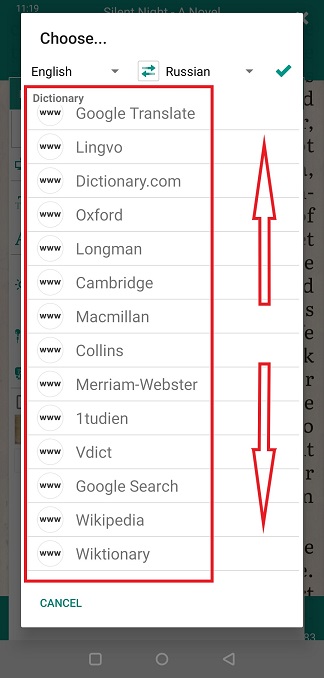 11:19 Silent Night - A Novel
Choose...
English Russian
Dictionary
www Google Translate
www Lingvo
www Dictionary.com
www Oxford
www Longman
www Cambridge
www Macmillan
www Collins
www Merriam-Webster
www 1tudien
www Vdict
www Google Search
www Wikipedia
www Wiktionary
CANCEL